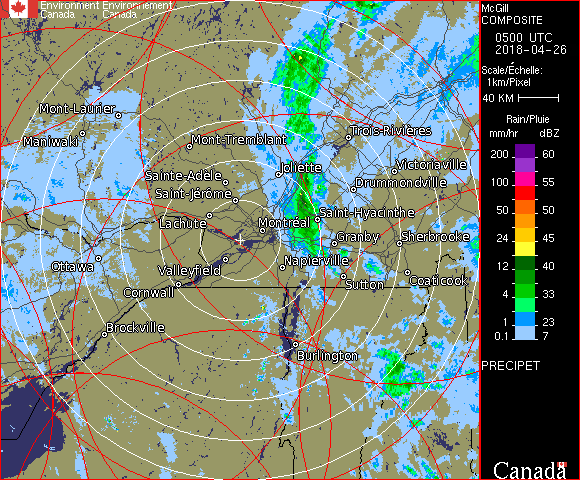 Environment Environnement
Canada Canada
McGill
COMPOSITE
0500 UTC
2018-04-26
Scale/Échelle:
1km/Pixel
40 KM
Rain/Pluie
mm/hr dBZ
200 60
100 55
50 50
24 45
12 40
4 33
1 23
0.1 7
PRECIPET
Canada
Mont-Laurier
Maniwaki
Mont-Tremblant
Trois-Rivieres
Sainte-Adele
Joliette
Victoriaville
Drummondville
Saint-Jérôme
Saint-Hyacinthe
Lachute
Montréal
Granby
Sherbrooke
Ottawa
Valleyfield
Napierville
Sutton
Coaticook
Cornwall
Brockville
Burlington